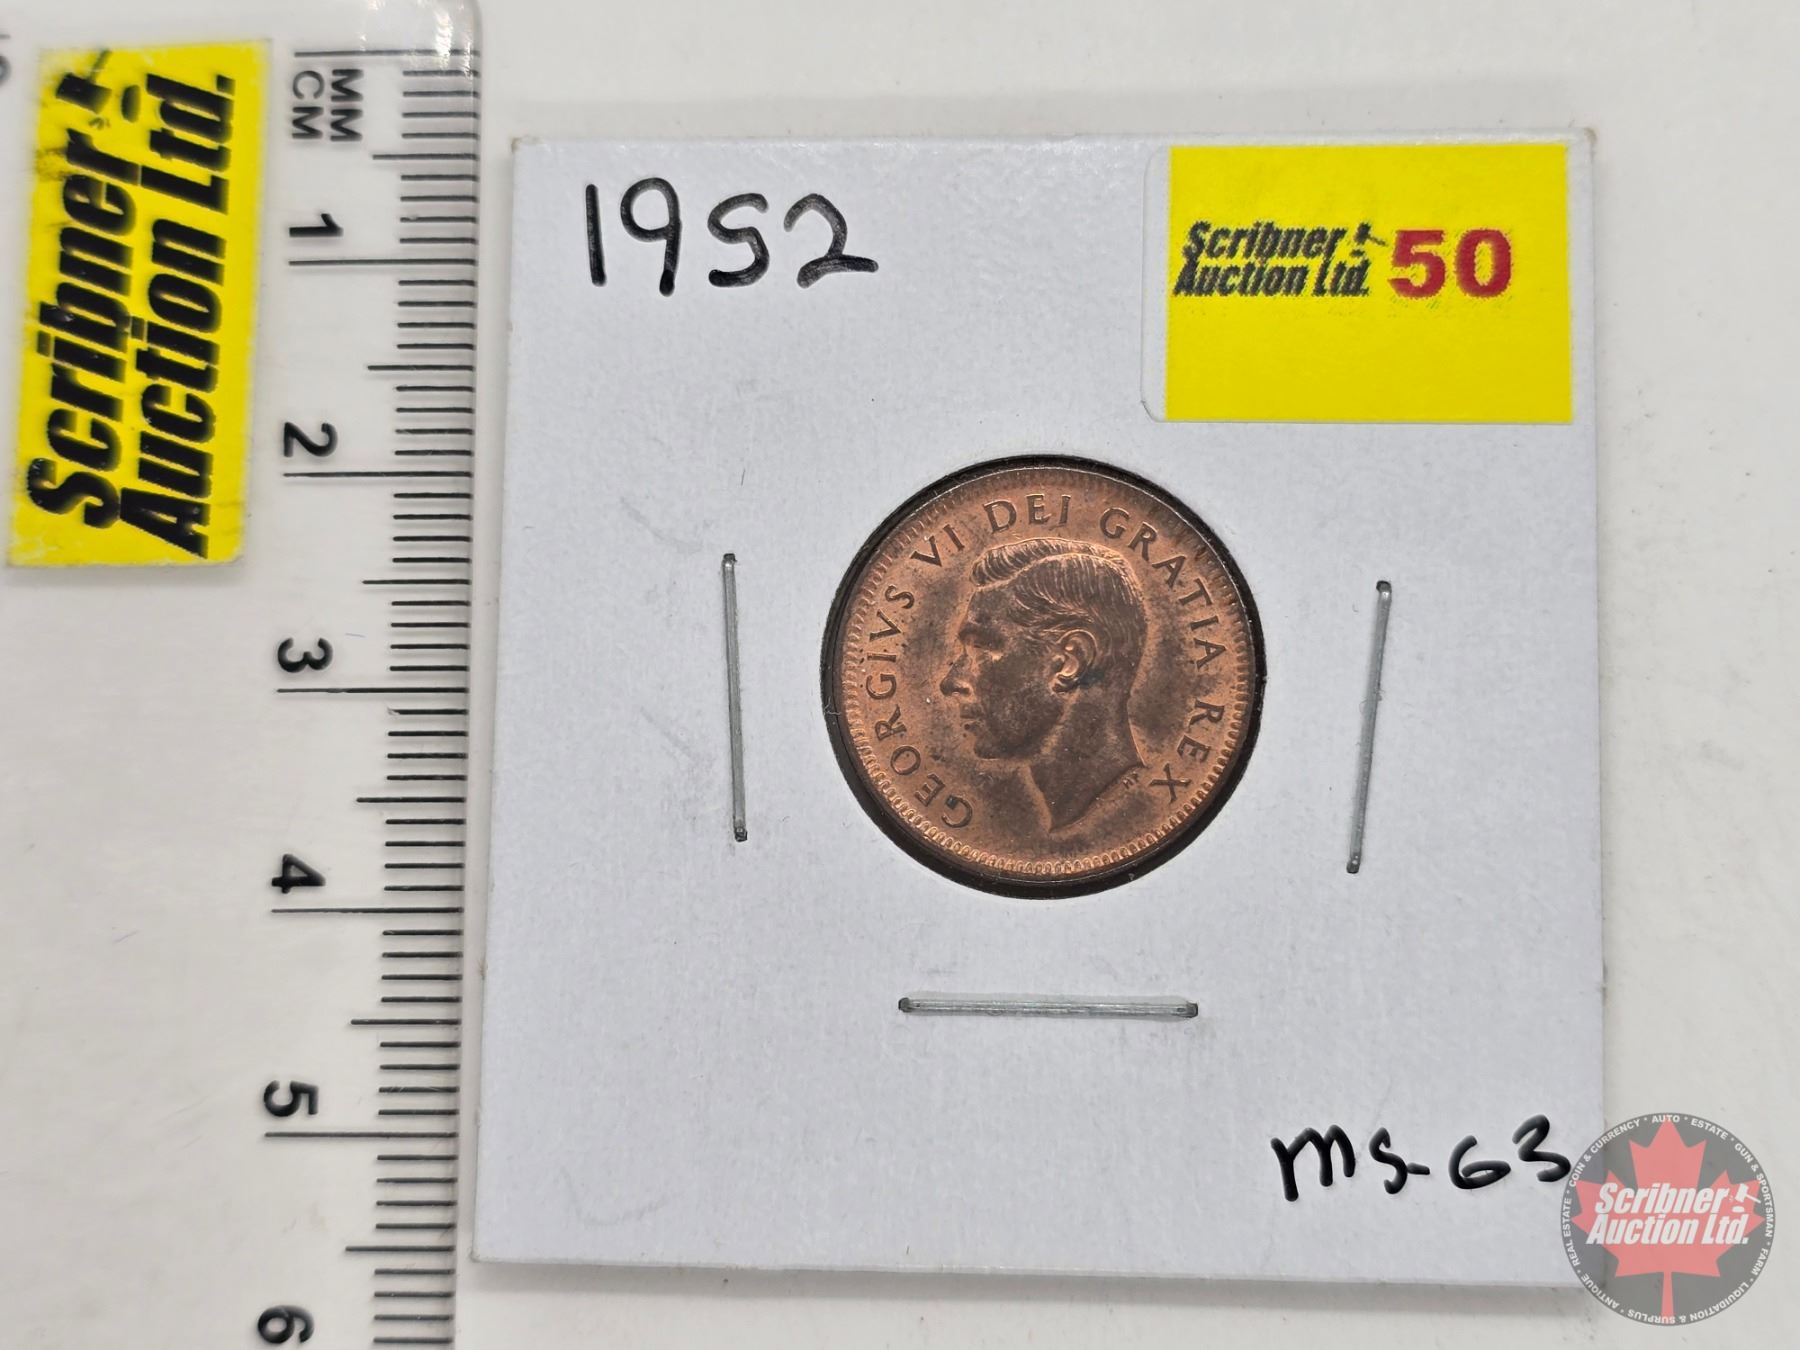 Scribner
Auction Ltd.
MM
CM
1
2
3
4
5
6
1952
Scribner
Auction Ltd. 50
GEORGIVS VI DEI GRATIA REX
HP
MS-63
COIN & CURRENCY · AUTO · ESTATE · GUN & SPORTSMAN · FARM · LIQUIDATION & SURPLUS · ANTIQUE · REAL ESTATE ·
Scribner
Auction Ltd.